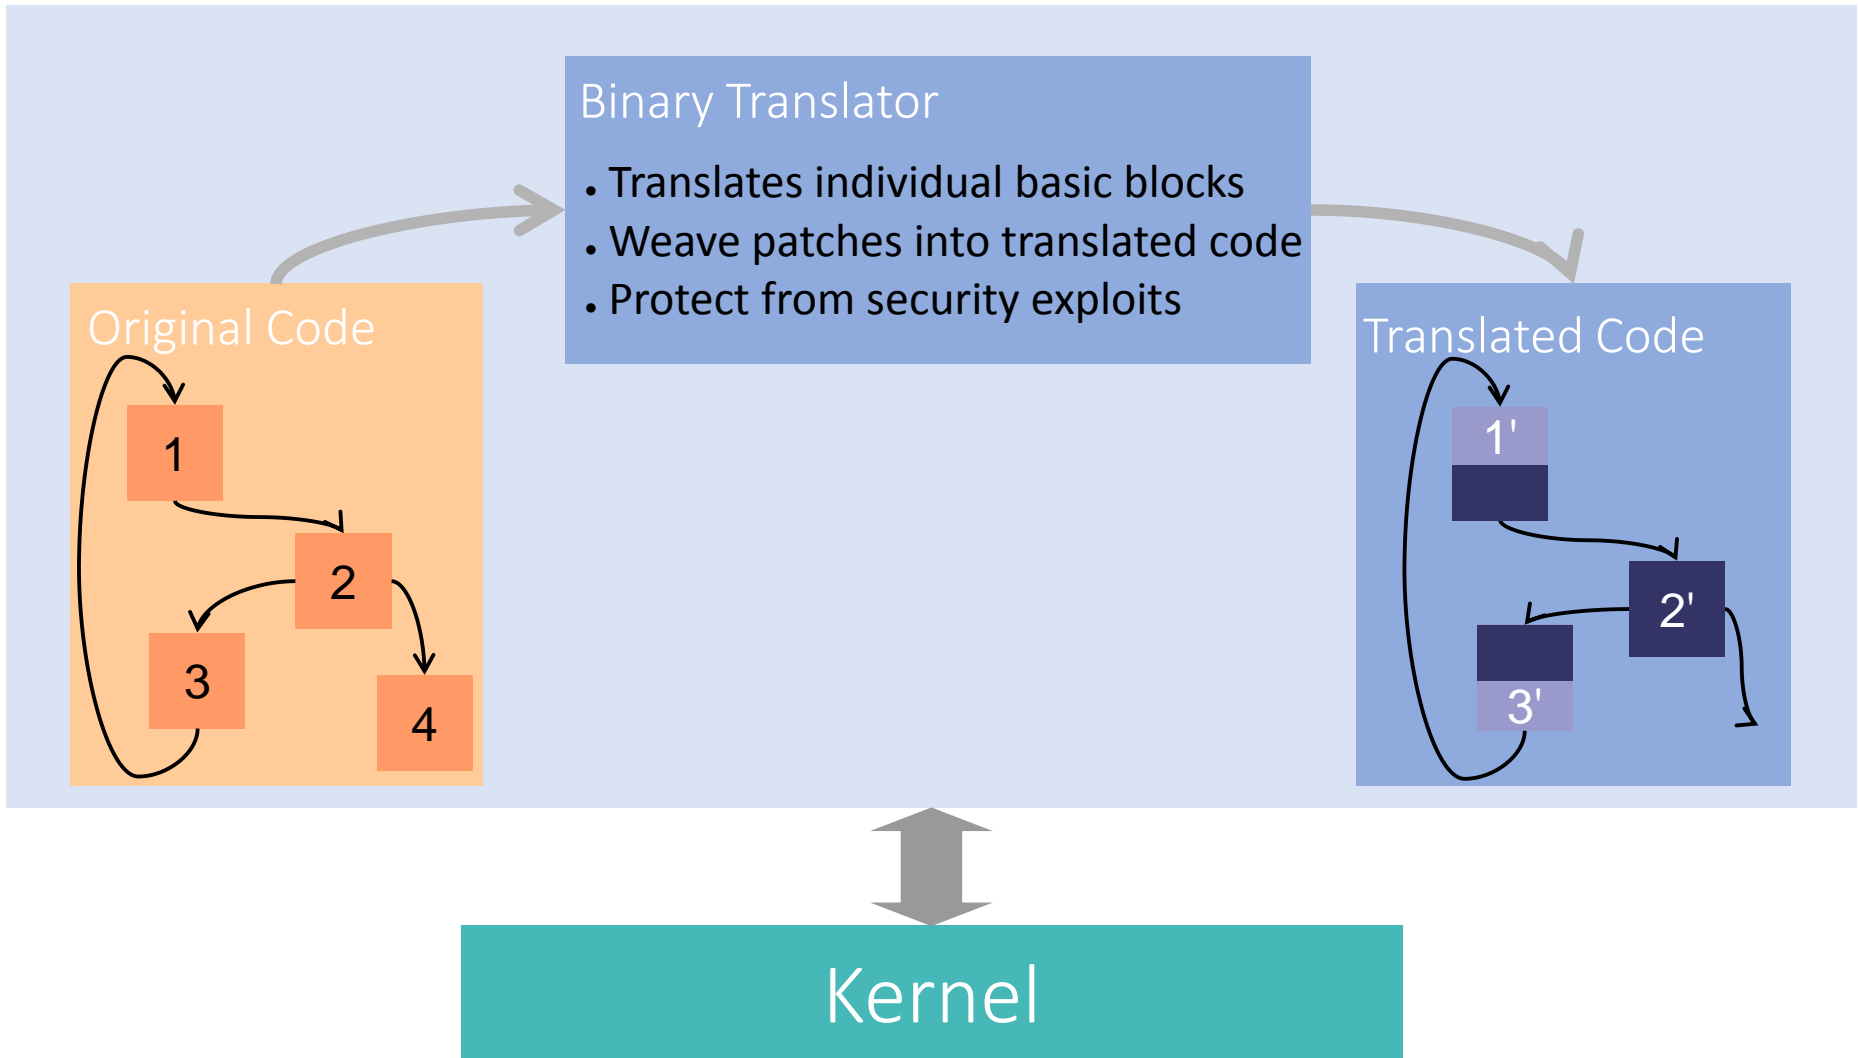 Binary Translator
• Translates individual basic blocks
• Weave patches into translated code
• Protect from security exploits
Original Code
1
2
3
4
Translated Code
1'
2'
3'
Kernel